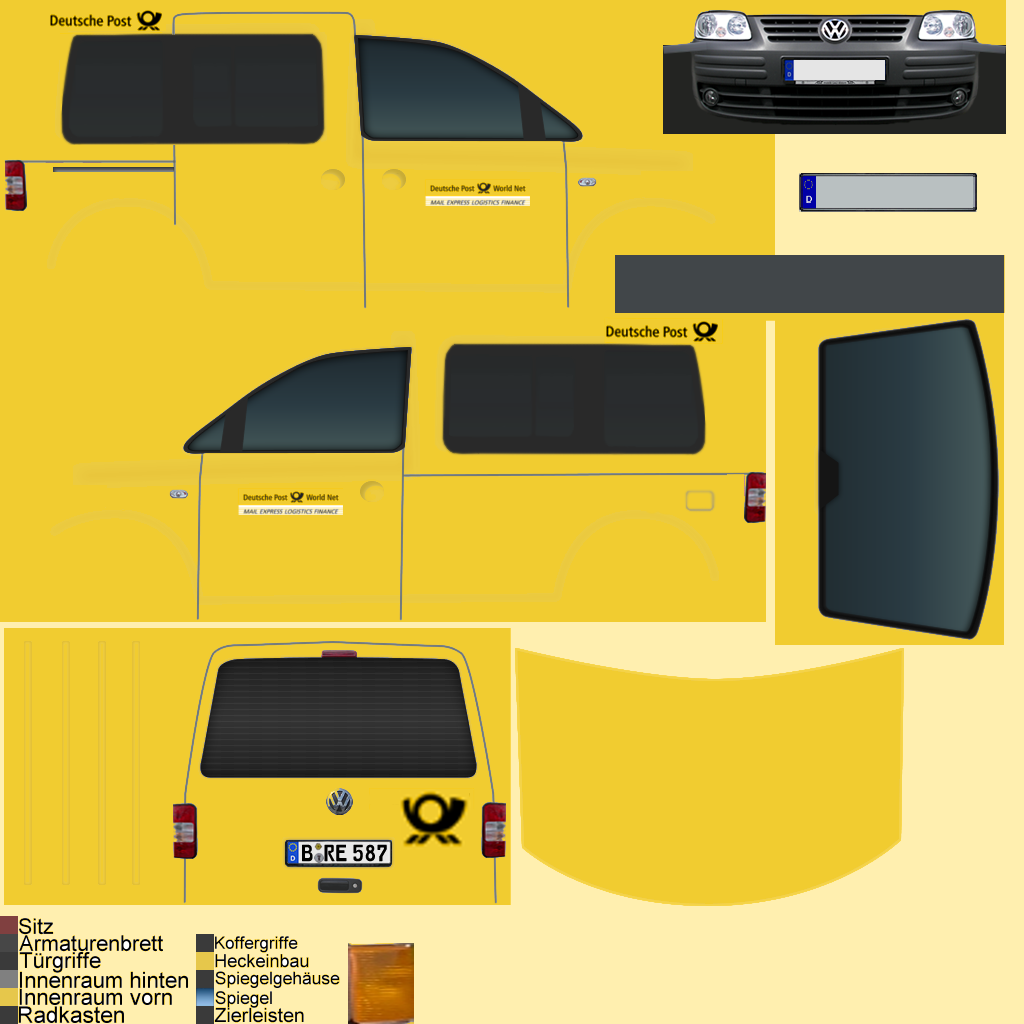 Deutsche Post
Deutsche Post World Net
MAIL EXPRESS LOGISTICS FINANCE
D
D
Deutsche Post
Deutsche Post World Net
MAIL EXPRESS LOGISTICS FINANCE
D B RE 587
Sitz
Armaturenbrett
Türgriffe
Innenraum hinten
Innenraum vorn
Radkasten
Koffergriffe
Heckeinbau
Spiegelgehäuse
Spiegel
Zierleisten